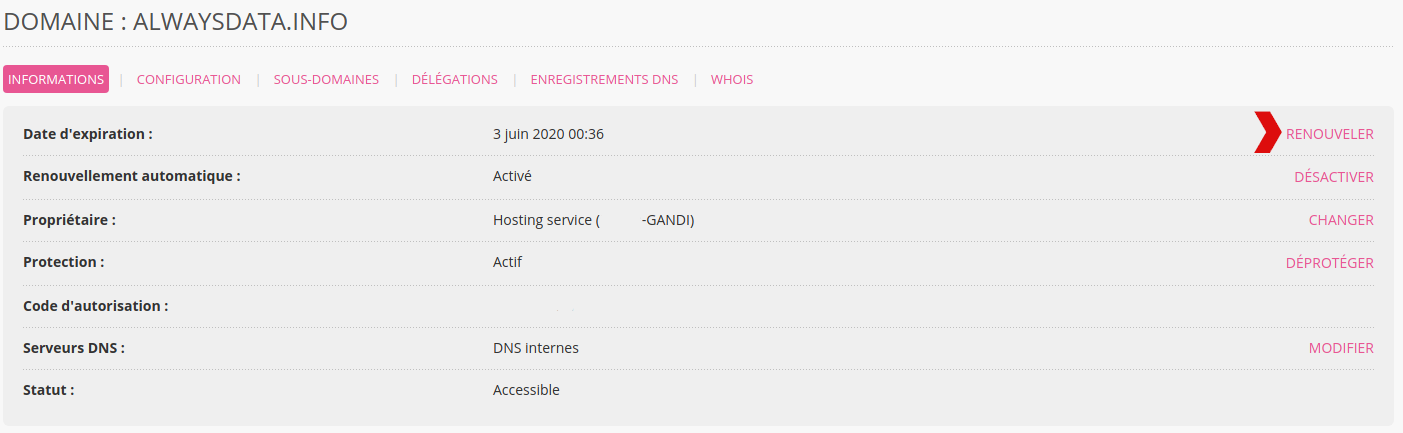 DOMAINE : ALWAYSDATA.INFO
INFORMATIONS | CONFIGURATION | SOUS-DOMAINES | DÉLÉGATIONS | ENREGISTREMENTS DNS | WHOIS
Date d'expiration : 3 juin 2020 00:36 RENOUVELER
Renouvellement automatique : Activé DÉSACTIVER
Propriétaire : Hosting service ( -GANDI) CHANGER
Protection : Actif DÉPROTÉGER
Code d'autorisation :
Serveurs DNS : DNS internes MODIFIER
Statut : Accessible